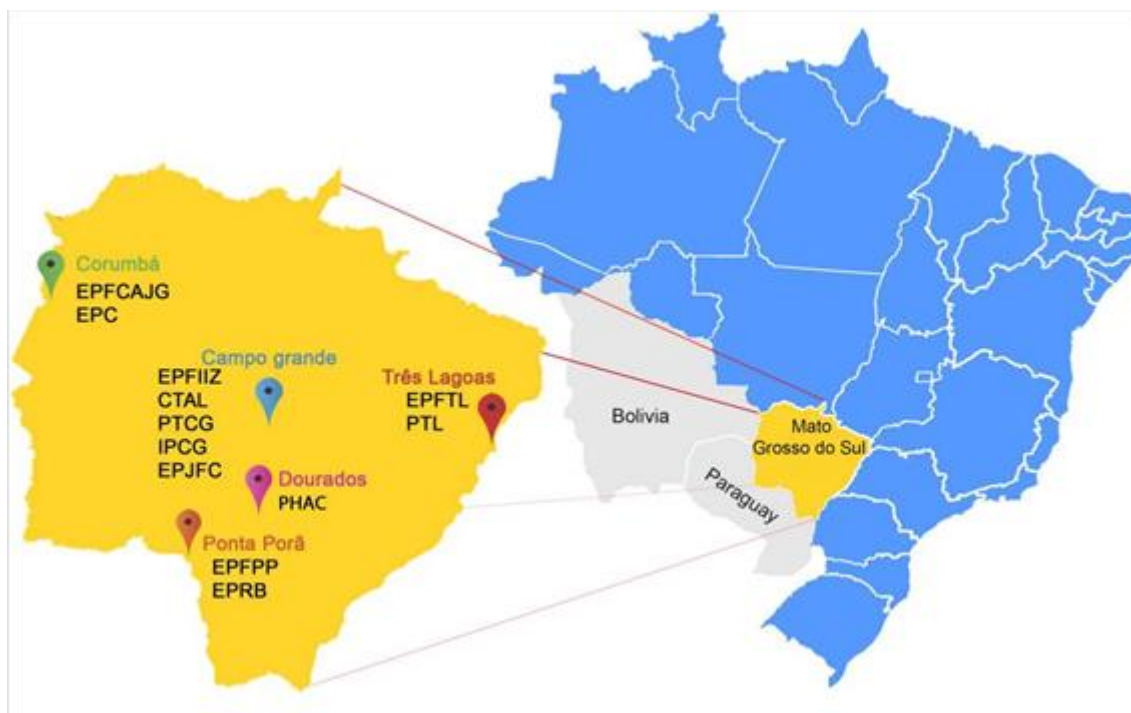 Corumbá
EPFCAJG
EPC
Campo grande
EPFIIZ
CTAL
PTCG
IPCG
EPJFC
Três Lagoas
EPFTL
PTL
Dourados
PHAC
Ponta Porã
EPFPP
EPRB
Bolivia
Mato
Grosso do Sul
Paraguay